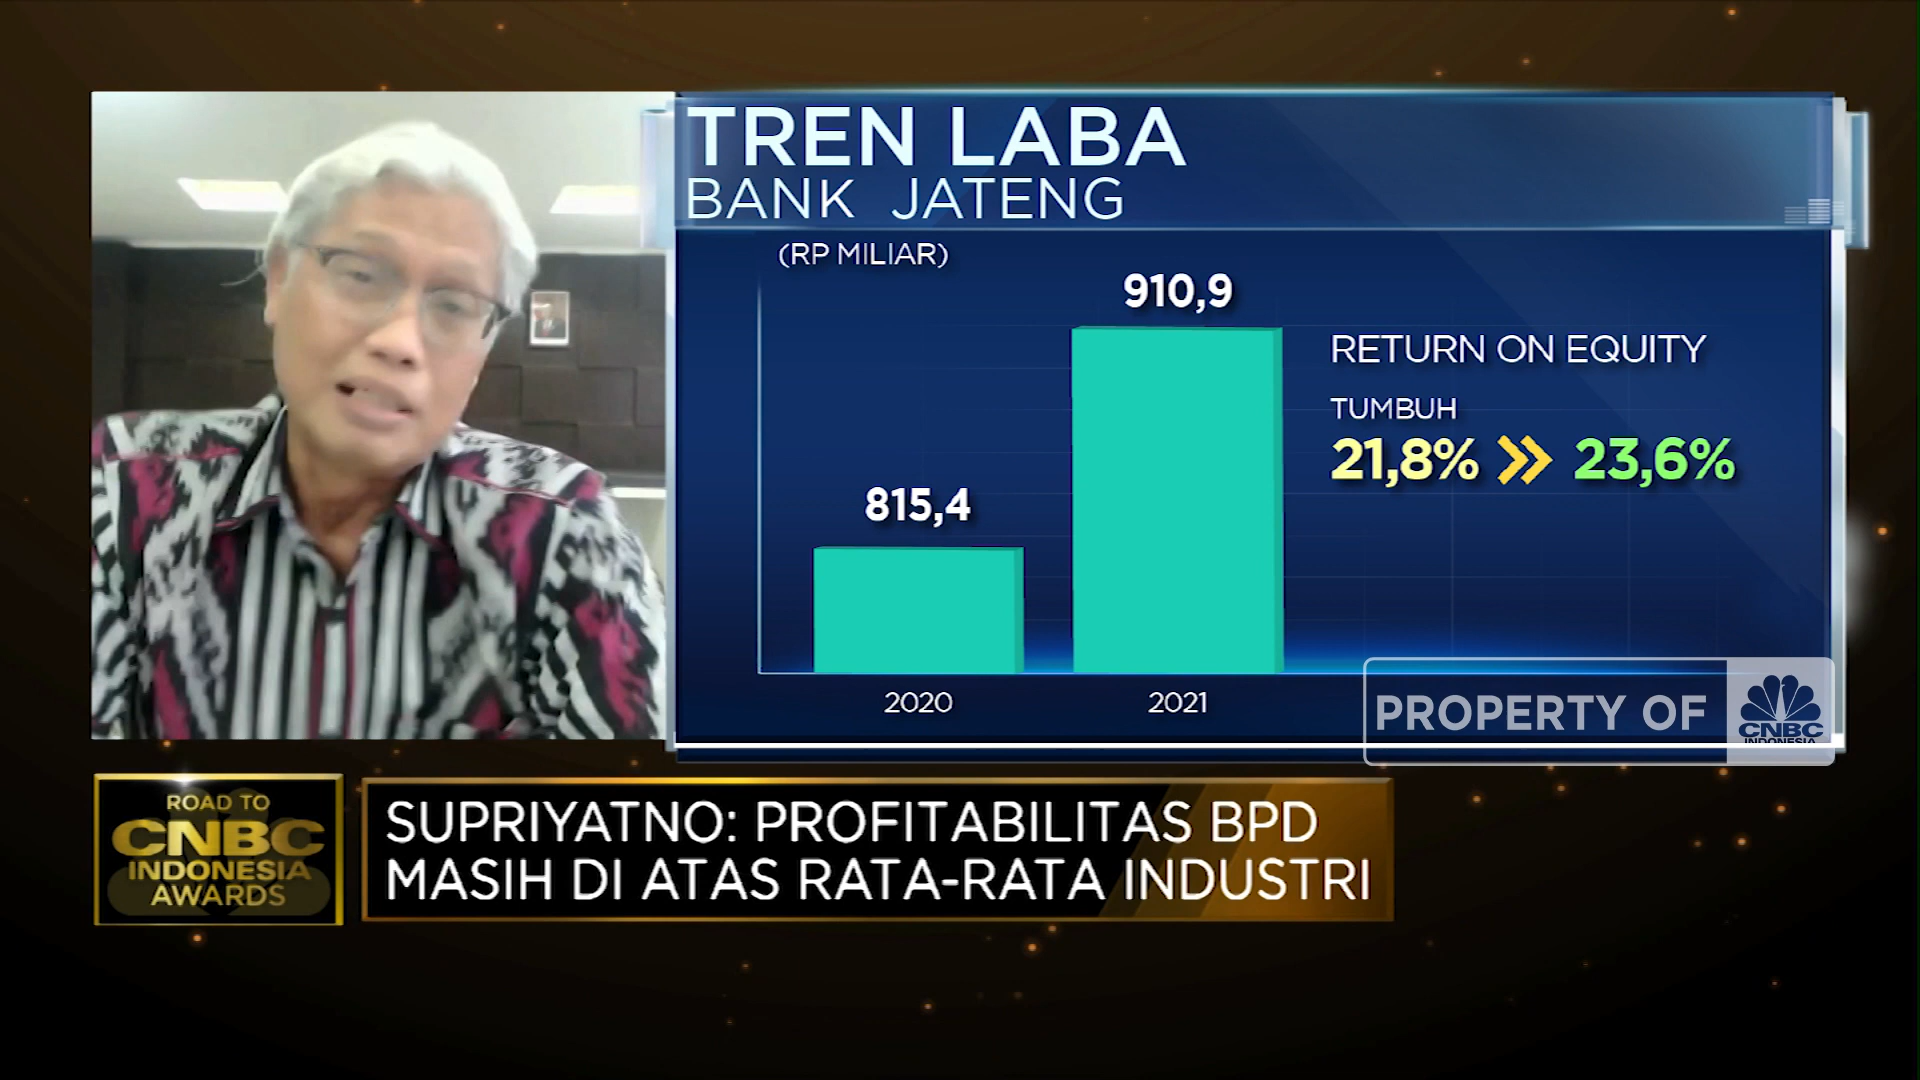 TREN LABA
BANK JATENG
(RP MILIAR)
910,9
815,4
2020
2021
RETURN ON EQUITY
TUMBUH
21,8% 23,6%
PROPERTY OF
CNBC
INDONESIA
ROAD TO
CNBC
INDONESIA
AWARDS
SUPRIYATNO: PROFITABILITAS BPD
MASIH DI ATAS RATA-RATA INDUSTRI